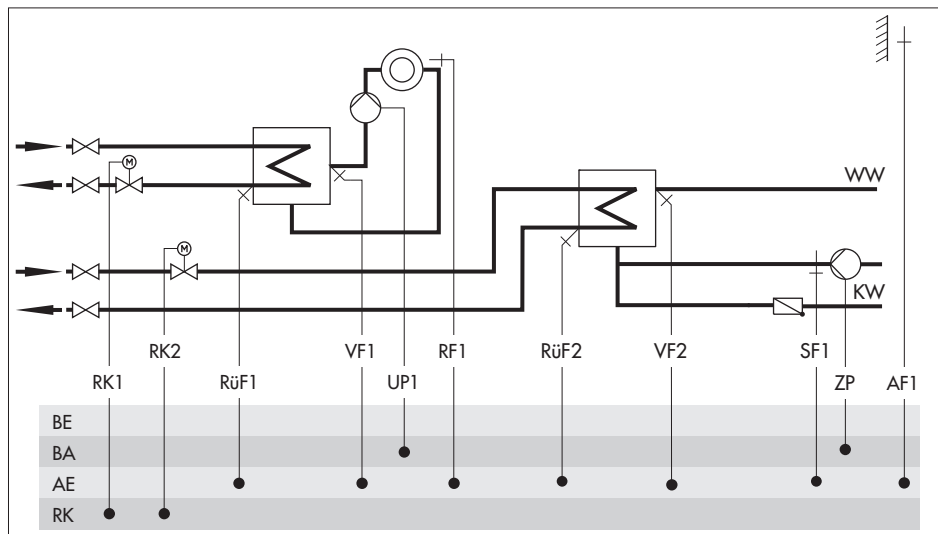 M
WW
M
KW
RK2 VF1 RF1 RüF2 VF2 SF1
RK1 RüF1 UP1 ZP AF1
BE
BA
AE
RK